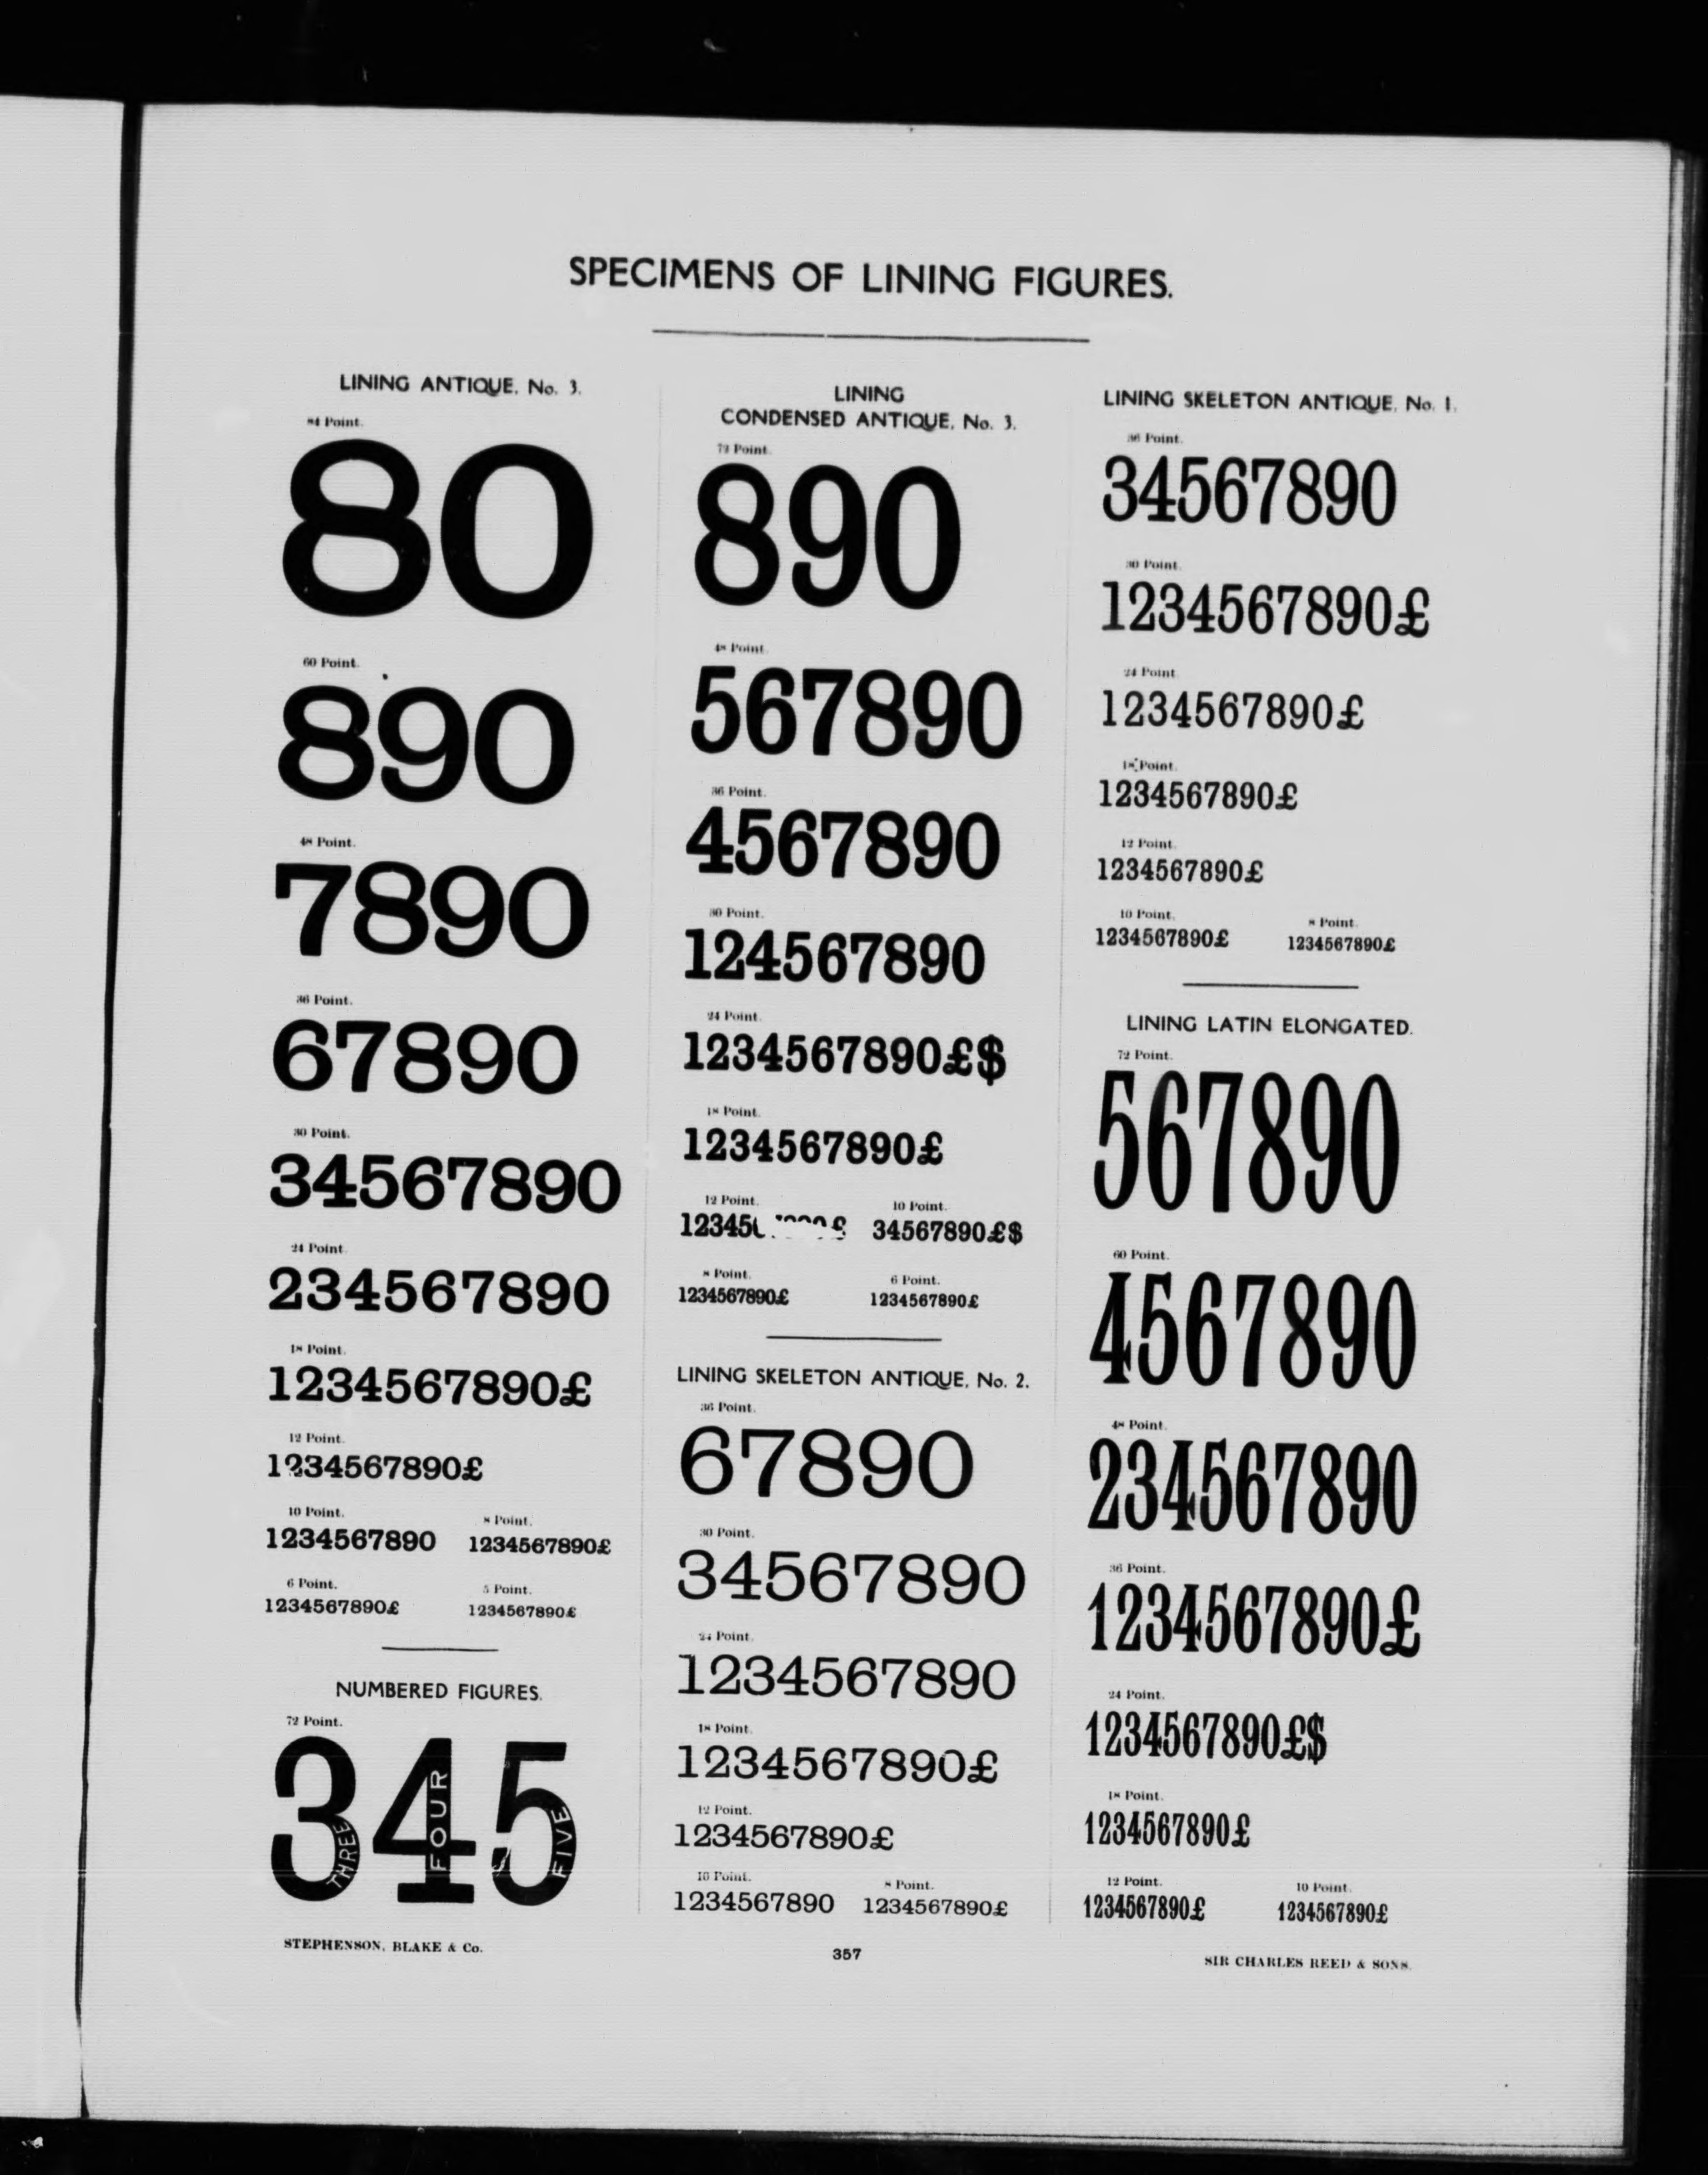 SPECIMENS OF LINING FIGURES.
LINING ANTIQUE, No. 3.
84 Point.
80
60 Point.
890
48 Point.
7890
36 Point.
67890
30 Point.
34567890
24 Point.
234567890
18 Point.
1234567890£
12 Point.
1234567890£
10 Point. 8 Point.
1234567890 1234567890£
6 Point. 5 Point.
1234567890£ 1234567890£
NUMBERED FIGURES.
72 Point.
345
THREE FOUR FIVE
LINING
CONDENSED ANTIQUE, No. 3.
72 Point.
890
48 Point.
567890
36 Point.
4567890
30 Point.
124567890
24 Point.
1234567890£$
18 Point.
1234567890£
12 Point. 10 Point.
12345 £ 34567890£$
8 Point. 6 Point.
1234567890£ 1234567890£
LINING SKELETON ANTIQUE, No. 2.
36 Point.
67890
30 Point.
34567890
24 Point.
1234567890
18 Point.
1234567890£
12 Point.
1234567890£
10 Point. 8 Point.
1234567890 1234567890£
LINING SKELETON ANTIQUE, No. 1.
36 Point.
34567890
30 Point.
1234567890£
24 Point.
1234567890£
18 Point.
1234567890£
12 Point.
1234567890£
10 Point. 8 Point.
1234567890£ 1234567890£
LINING LATIN ELONGATED.
72 Point.
567890
60 Point.
4567890
48 Point.
234567890
36 Point.
1234567890£
24 Point.
1234567890£$
18 Point.
1234567890£
12 Point. 10 Point.
1234567890£ 1234567890£
STEPHENSON, BLAKE & Co. 357 SIR CHARLES REED & SONS.